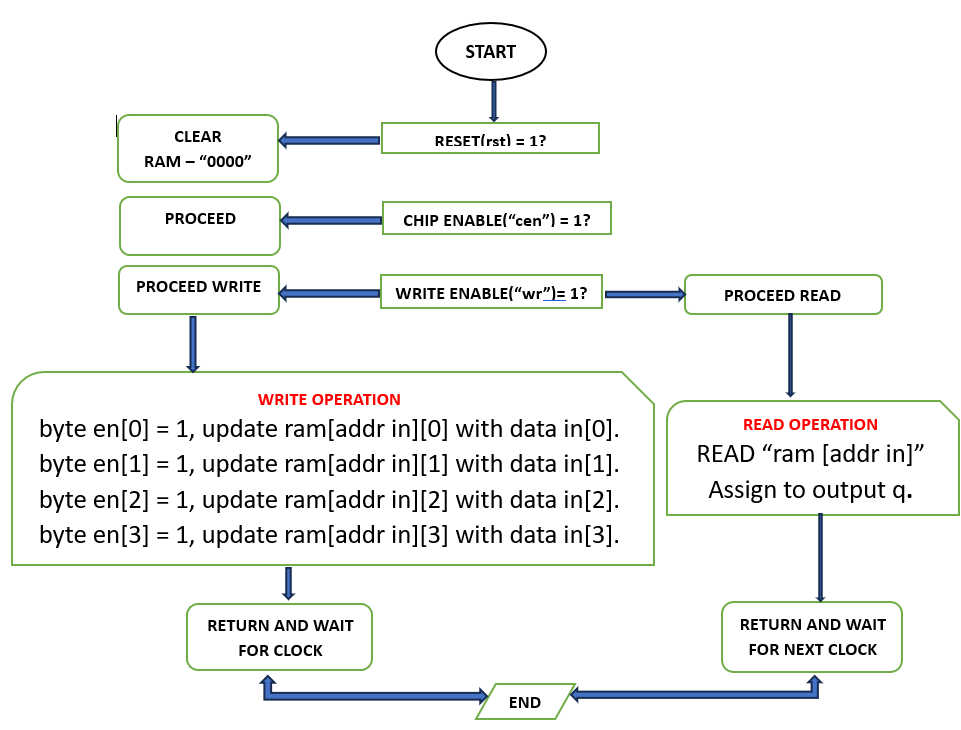 START
RESET(rst) = 1?
CLEAR
RAM – “0000”
CHIP ENABLE(“cen”) = 1?
PROCEED
WRITE ENABLE(“wr”)= 1?
PROCEED WRITE
PROCEED READ
WRITE OPERATION
byte en[0] = 1, update ram[addr in][0] with data in[0].
byte en[1] = 1, update ram[addr in][1] with data in[1].
byte en[2] = 1, update ram[addr in][2] with data in[2].
byte en[3] = 1, update ram[addr in][3] with data in[3].
READ OPERATION
READ “ram [addr in]”
Assign to output q.
RETURN AND WAIT
FOR CLOCK
RETURN AND WAIT
FOR NEXT CLOCK
END